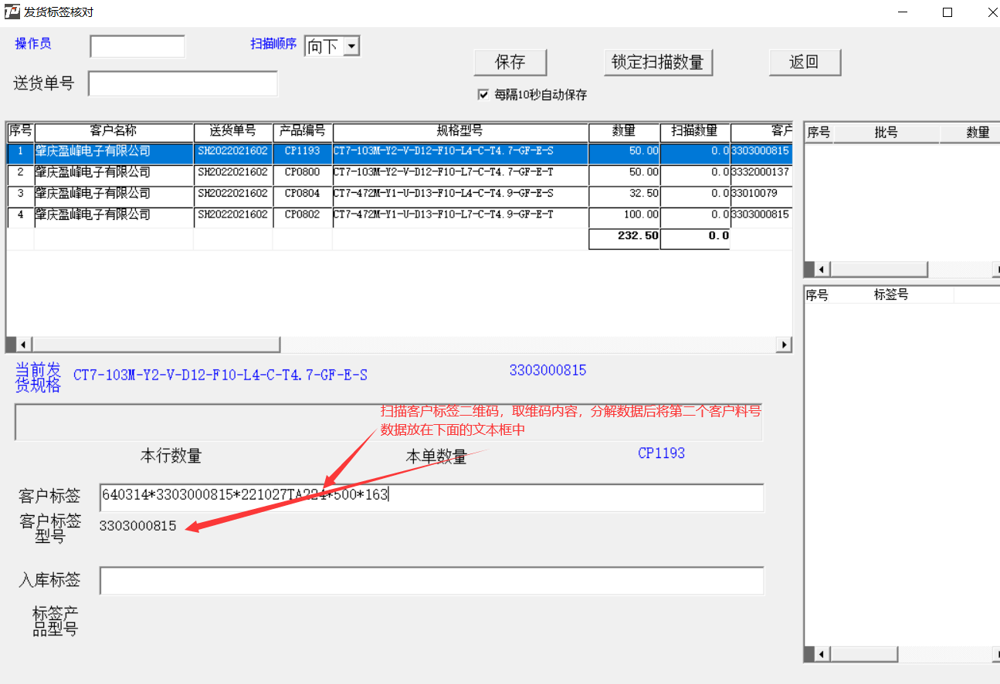 发货标签核对
操作员 扫描顺序 向下
保存 锁定扫描数量 返回
送货单号
每隔10秒自动保存
序号 客户名称 送货单号 产品编号 规格型号 数量 扫描数量 客户
1 肇庆盈峰电子有限公司 SH2022021602 CP1193 CT7-103M-Y2-V-D12-F10-L4-C-T4.7-GF-E-S 50.00 0.0 3303000815
2 肇庆盈峰电子有限公司 SH2022021602 CP0800 CT7-103M-Y2-V-D12-F10-L7-C-T4.7-GF-E-T 50.00 0.0 3332000137
3 肇庆盈峰电子有限公司 SH2022021602 CP0804 CT7-472M-Y1-U-D13-F10-L4-C-T4.9-GF-E-S 32.50 0.0 33010079
4 肇庆盈峰电子有限公司 SH2022021602 CP0802 CT7-472M-Y1-U-D13-F10-L7-C-T4.9-GF-E-T 100.00 0.0 3303000815
232.50 0.0
序号 批号 数量
序号 标签号
当前发
货规格
CT7-103M-Y2-V-D12-F10-L4-C-T4.7-GF-E-S 3303000815
扫描客户标签二维码，取维码内容，分解数据后将第二个客户料号
数据放在下面的文本框中
本行数量 本单数量 CP1193
客户标签 640314*3303000815*221027TA224*500*163
客户标签
型号
3303000815
入库标签
标签产
品型号